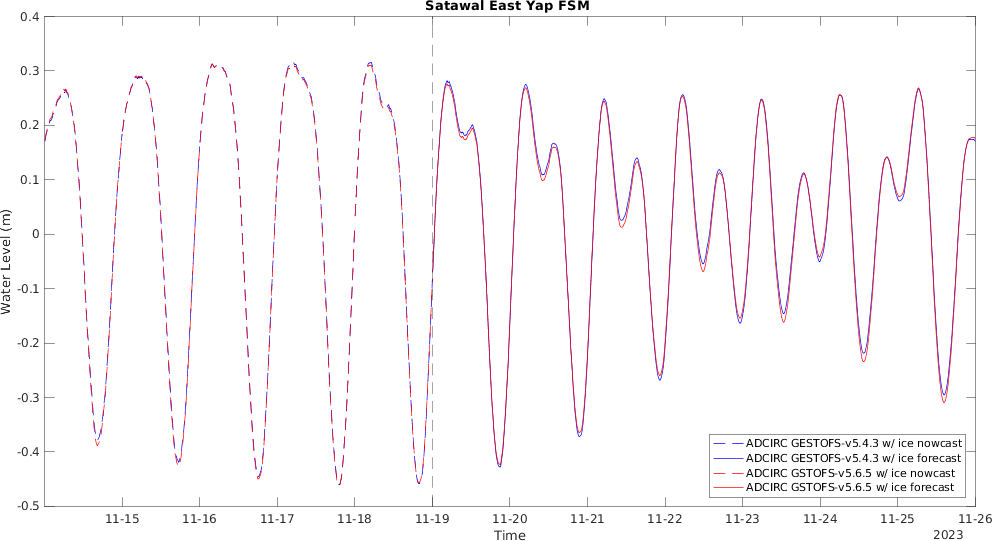 Satawal East Yap FSM
0.4
0.3
0.2
0.1
0
-0.1
-0.2
-0.3
-0.4
-0.5
Water Level (m)
ADCIRC GESTOFS-v5.4.3 w/ ice nowcast
ADCIRC GESTOFS-v5.4.3 w/ ice forecast
ADCIRC GSTOFS-v5.6.5 w/ ice nowcast
ADCIRC GSTOFS-v5.6.5 w/ ice forecast
11-15 11-16 11-17 11-18 11-19 11-20 11-21 11-22 11-23 11-24 11-25 11-26
Time
2023